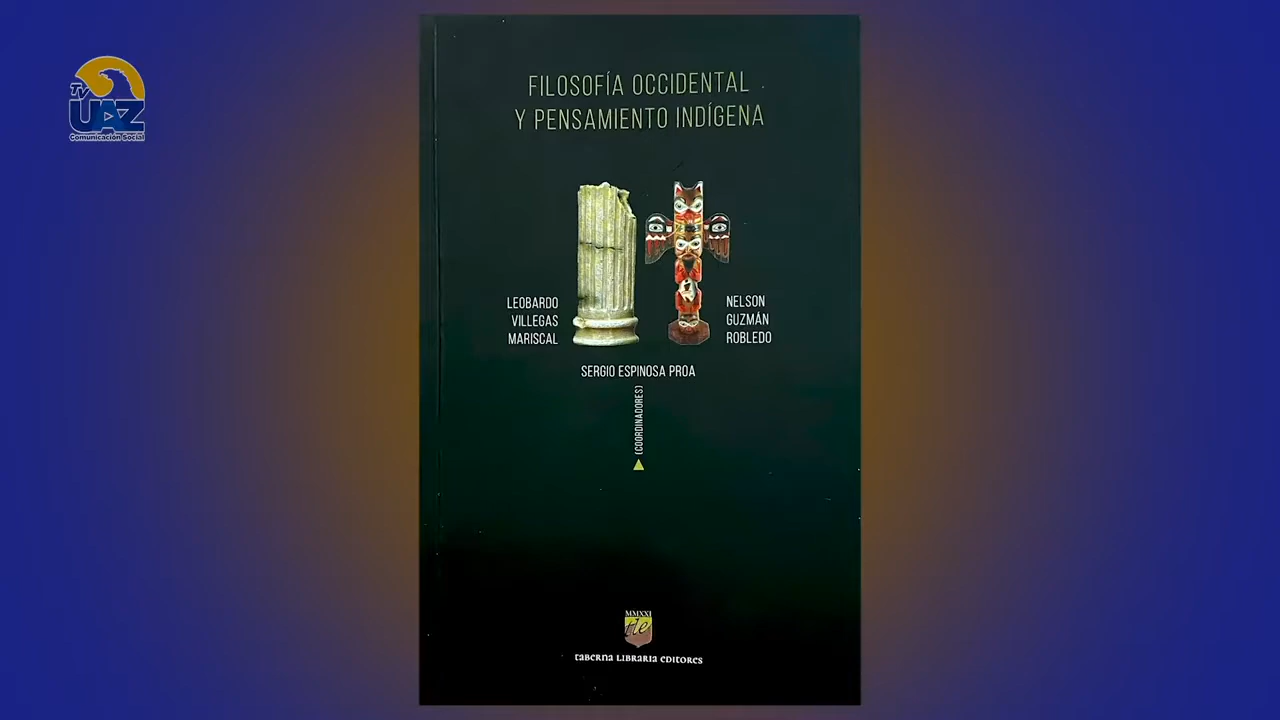 TV
UAZ
Comunicación Social
FILOSOFÍA OCCIDENTAL
Y PENSAMIENTO INDÍGENA
LEOBARDO
VILLEGAS
MARISCAL
NELSON
GUZMÁN
ROBLEDO
SERGIO ESPINOSA PROA
(COORDINADORES)
MMXXI
tle
TABERNA LIBRARIA EDITORES